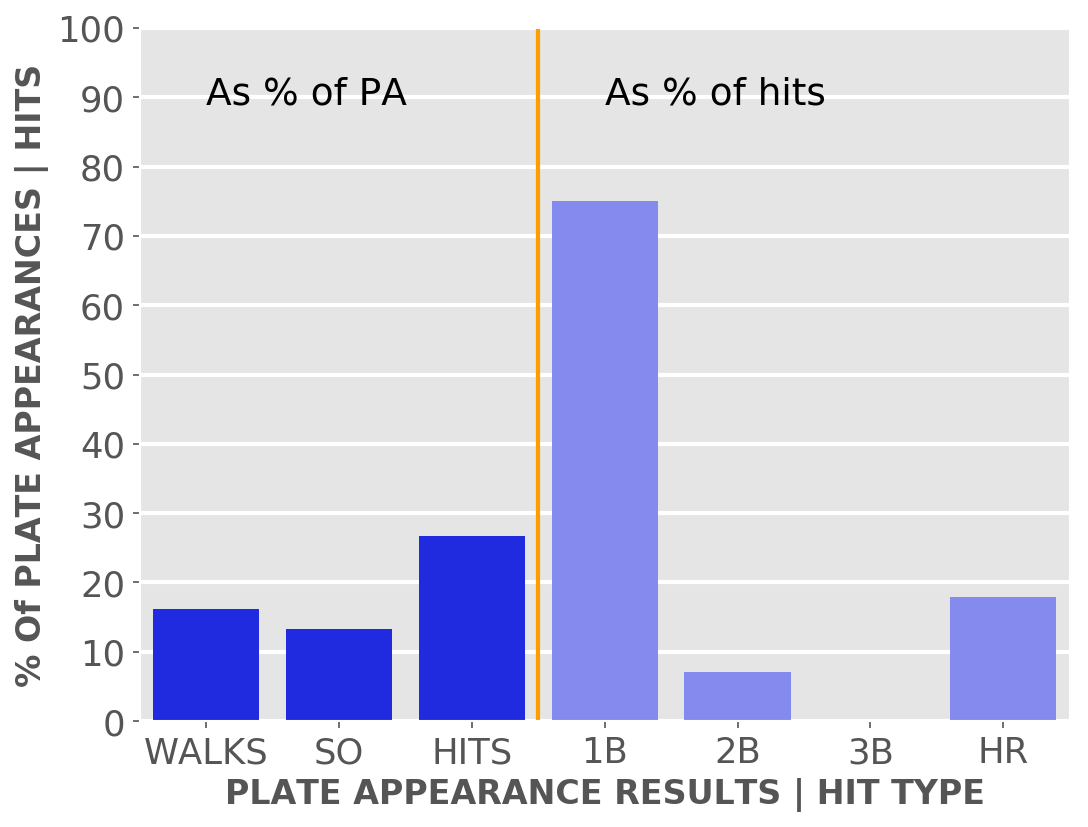 % Of PLATE APPEARANCES | HITS
100
90
80
70
60
50
40
30
20
10
0
As % of PA
As % of hits
WALKS SO HITS 1B 2B 3B HR
PLATE APPEARANCE RESULTS | HIT TYPE